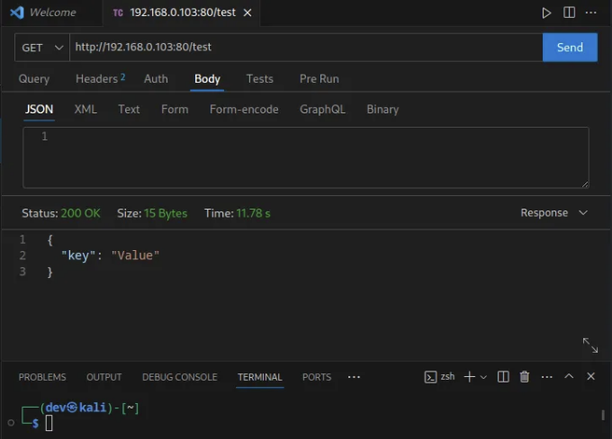 Welcome TC 192.168.0.103:80/test
GET http://192.168.0.103:80/test Send
Query Headers 2 Auth Body Tests Pre Run
JSON XML Text Form Form-encode GraphQL Binary
1
Status: 200 OK Size: 15 Bytes Time: 11.78 s Response
1 {
2 "key": "Value"
3 }
PROBLEMS OUTPUT DEBUG CONSOLE TERMINAL PORTS ··· zsh
┌──(dev㉿kali)-[~]
└─$